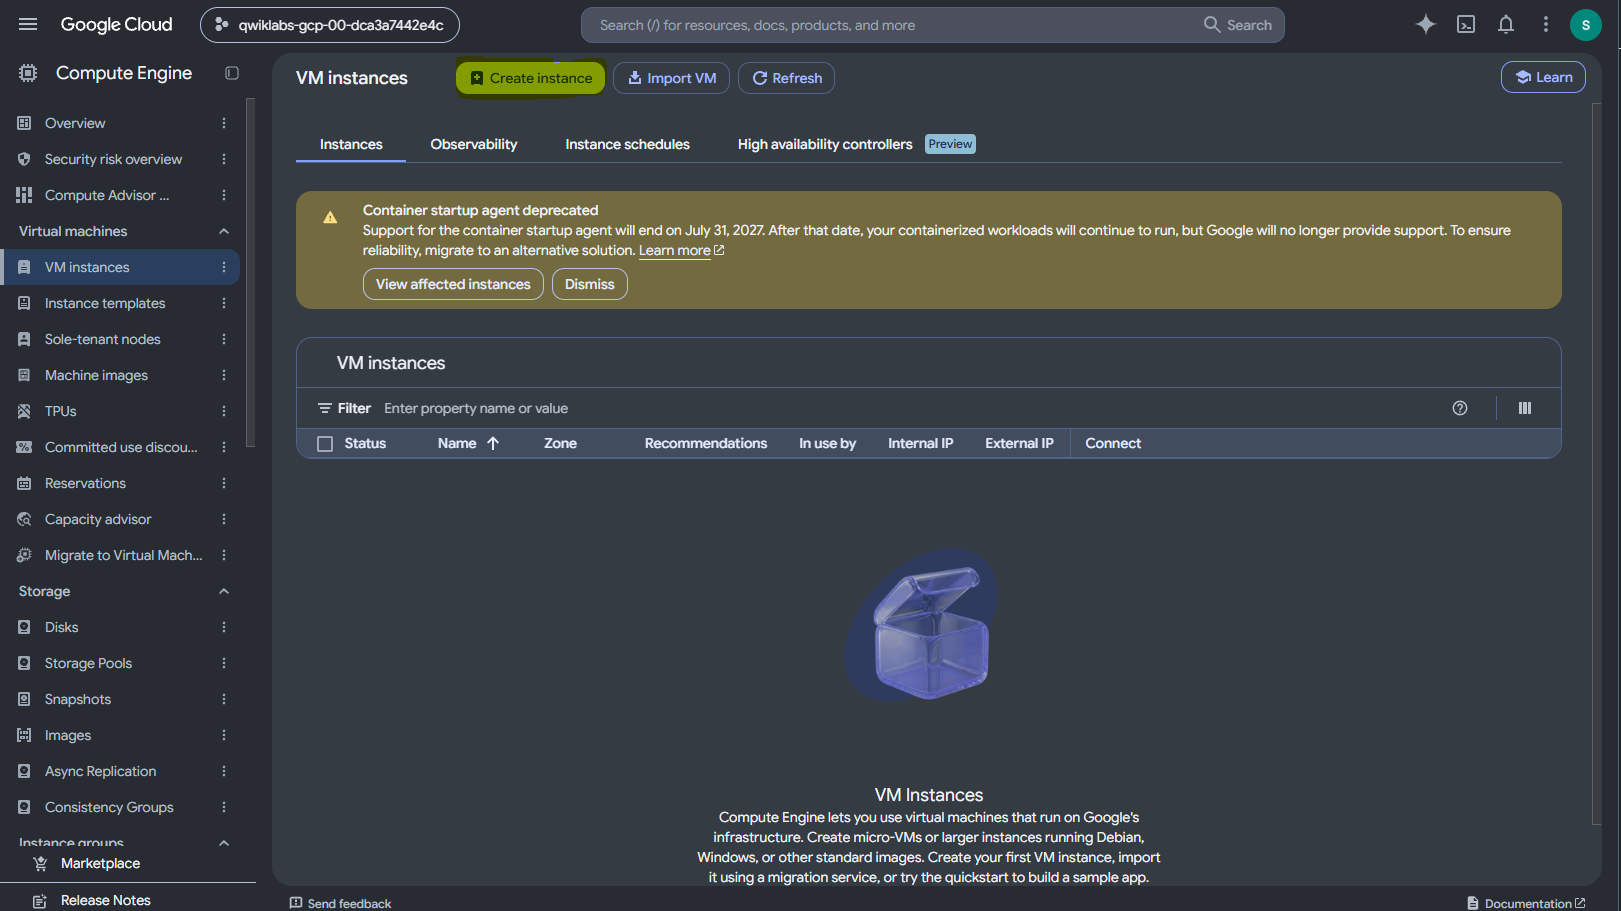 Google Cloud
qwiklabs-gcp-00-dca3a7442e4c
Search (/) for resources, docs, products, and more
Search
S
Compute Engine
Overview
Security risk overview
Compute Advisor ...
Virtual machines
VM instances
Instance templates
Sole-tenant nodes
Machine images
TPUs
Committed use discou...
Reservations
Capacity advisor
Migrate to Virtual Mach...
Storage
Disks
Storage Pools
Snapshots
Images
Async Replication
Consistency Groups
Instance groups
Marketplace
Release Notes
VM instances
Create instance
Import VM
Refresh
Learn
Instances
Observability
Instance schedules
High availability controllers
Preview
Container startup agent deprecated
Support for the container startup agent will end on July 31, 2027. After that date, your containerized workloads will continue to run, but Google will no longer provide support. To ensure
reliability, migrate to an alternative solution. Learn more
View affected instances
Dismiss
VM instances
Filter Enter property name or value
Status Name Zone Recommendations In use by Internal IP External IP Connect
VM Instances
Compute Engine lets you use virtual machines that run on Google's
infrastructure. Create micro-VMs or larger instances running Debian,
Windows, or other standard images. Create your first VM instance, import
it using a migration service, or try the quickstart to build a sample app.
Send feedback
Documentation